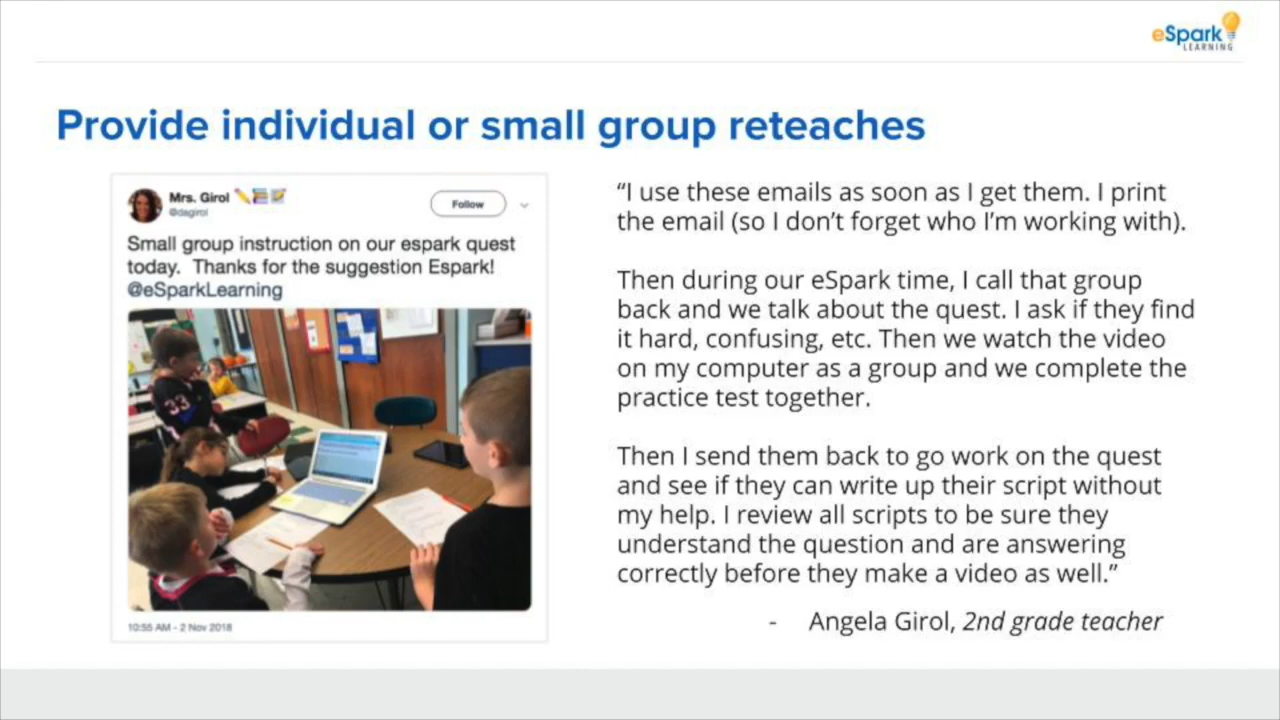 eSpark
LEARNING
Provide individual or small group reteaches
Mrs. Girol
@dsgirol
Follow
Small group instruction on our espark quest
today. Thanks for the suggestion Espark!
@eSparkLearning
33
10:55 AM - 2 Nov 2018
“I use these emails as soon as I get them. I print
the email (so I don’t forget who I’m working with).
Then during our eSpark time, I call that group
back and we talk about the quest. I ask if they find
it hard, confusing, etc. Then we watch the video
on my computer as a group and we complete the
practice test together.
Then I send them back to go work on the quest
and see if they can write up their script without
my help. I review all scripts to be sure they
understand the question and are answering
correctly before they make a video as well.”
- Angela Girol, 2nd grade teacher